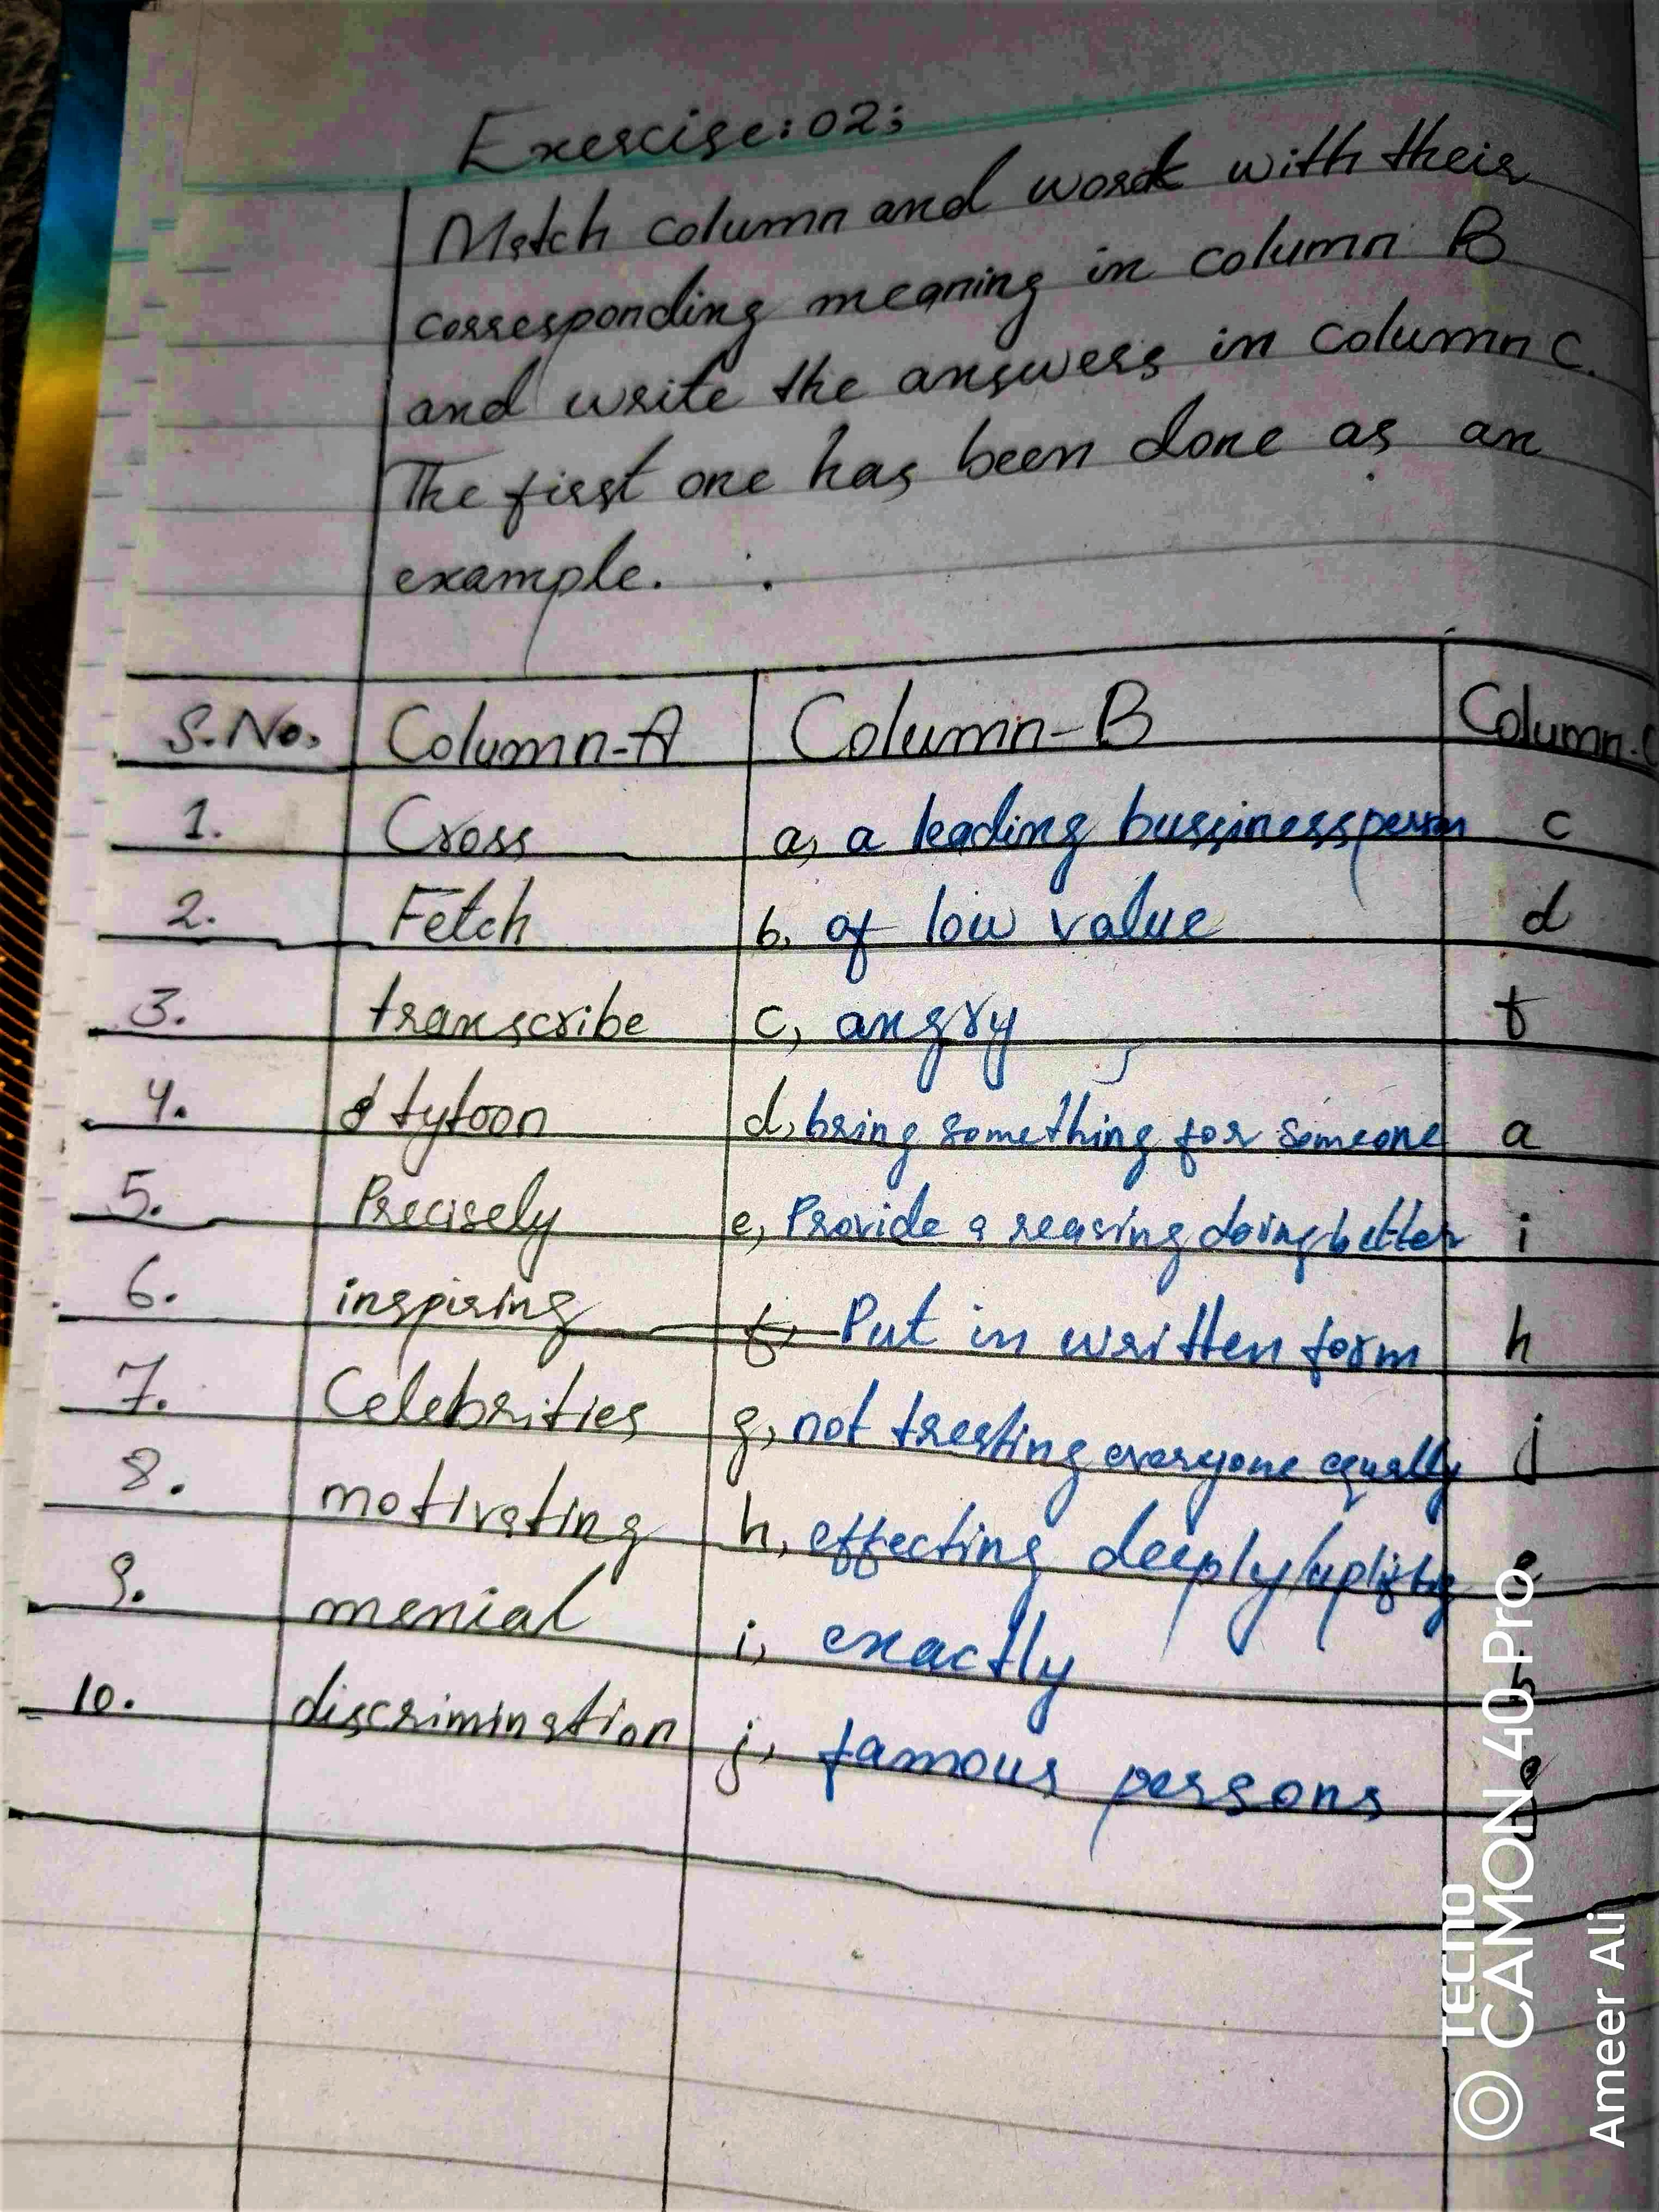 Exercise:02:
Match column and work with their
corresponding meaning in column B
and write the answers in column C.
The first one has been done as an
example.
S.No. Column-A Column-B Column-C
1. Cross a, a leading bussinessperson c
2. Fetch b, of low value d
3. transcribe c, angry f
4. tytoon d, bring something for someone a
5. Precisely e, Provide a reasing doing better i
6. inspiring f, Put in written form h
7. Celebrities g, not treating everyone equally j
8. motivating h, effecting deeply/uplifting
9. menial i, exactly
10. discrimination j, famous persons
TECNO
CAMON 40 Pro
Ameer Ali